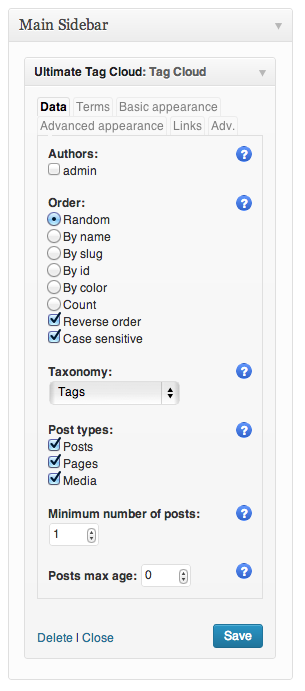 Main Sidebar
Ultimate Tag Cloud: Tag Cloud
Data Terms Basic appearance
Advanced appearance Links Adv.
Authors: ?
admin
Order: ?
Random
By name
By slug
By id
By color
Count
Reverse order
Case sensitive
Taxonomy: ?
Tags
Post types: ?
Posts
Pages
Media
Minimum number of posts: ?
1
Posts max age: 0 ?
Delete | Close Save